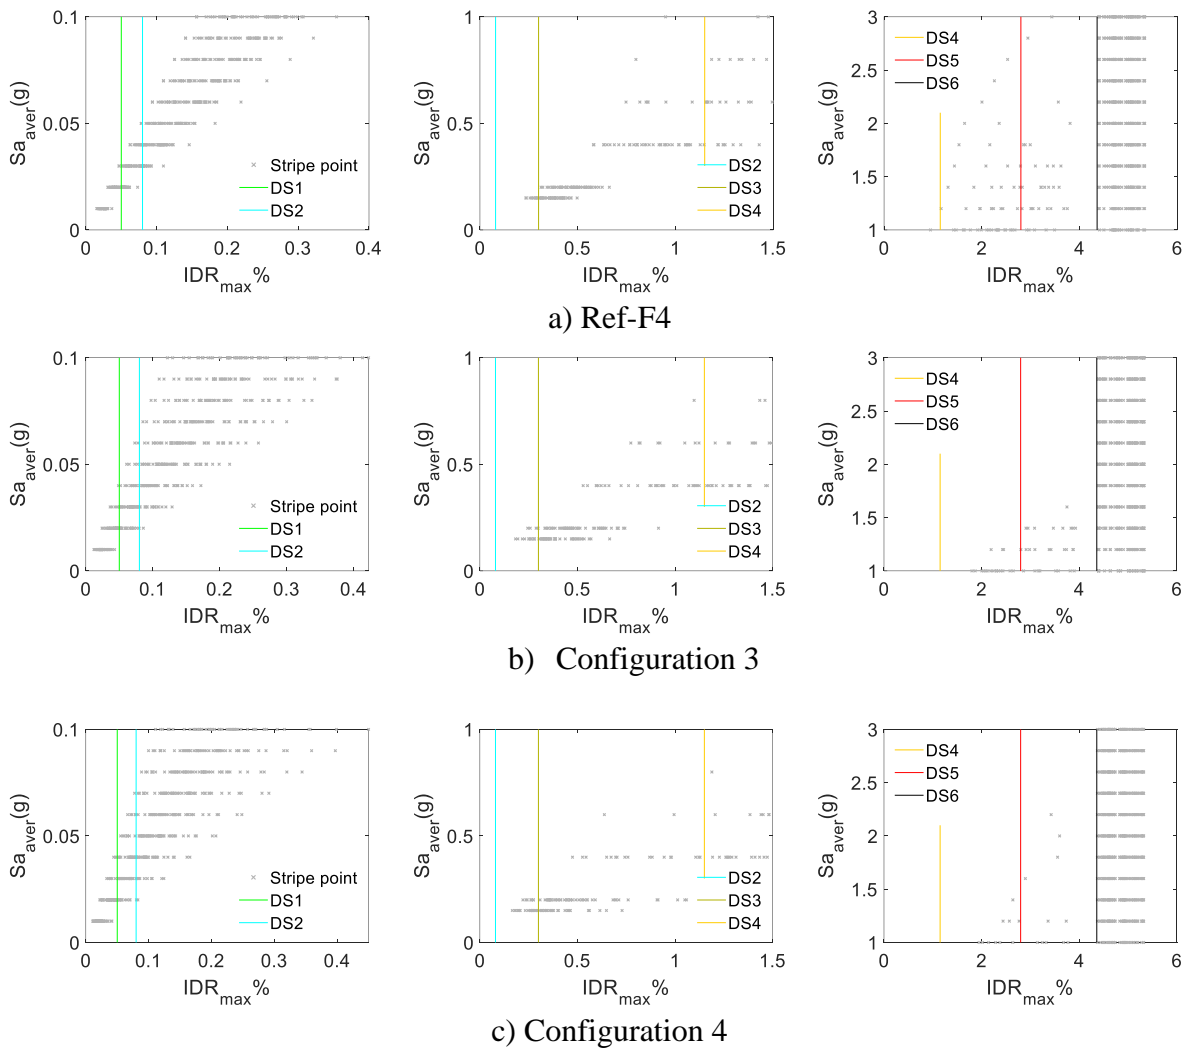 0.1
0.05
0
Sa_aver(g)
Stripe point
DS1
DS2
0 0.1 0.2 0.3 0.4
IDR_max%
1
0.5
0
Sa_aver(g)
DS2
DS3
DS4
0 0.5 1 1.5
IDR_max%
3
2.5
2
1.5
1
Sa_aver(g)
DS4
DS5
DS6
0 2 4 6
IDR_max%
a) Ref-F4
0.1
0.05
0
Sa_aver(g)
Stripe point
DS1
DS2
0 0.1 0.2 0.3 0.4
IDR_max%
1
0.5
0
Sa_aver(g)
DS2
DS3
DS4
0 0.5 1 1.5
IDR_max%
3
2.5
2
1.5
1
Sa_aver(g)
DS4
DS5
DS6
0 2 4 6
IDR_max%
b) Configuration 3
0.1
0.05
0
Sa_aver(g)
Stripe point
DS1
DS2
0 0.1 0.2 0.3 0.4
IDR_max%
1
0.5
0
Sa_aver(g)
DS2
DS3
DS4
0 0.5 1 1.5
IDR_max%
3
2.5
2
1.5
1
Sa_aver(g)
DS4
DS5
DS6
0 2 4 6
IDR_max%
c) Configuration 4